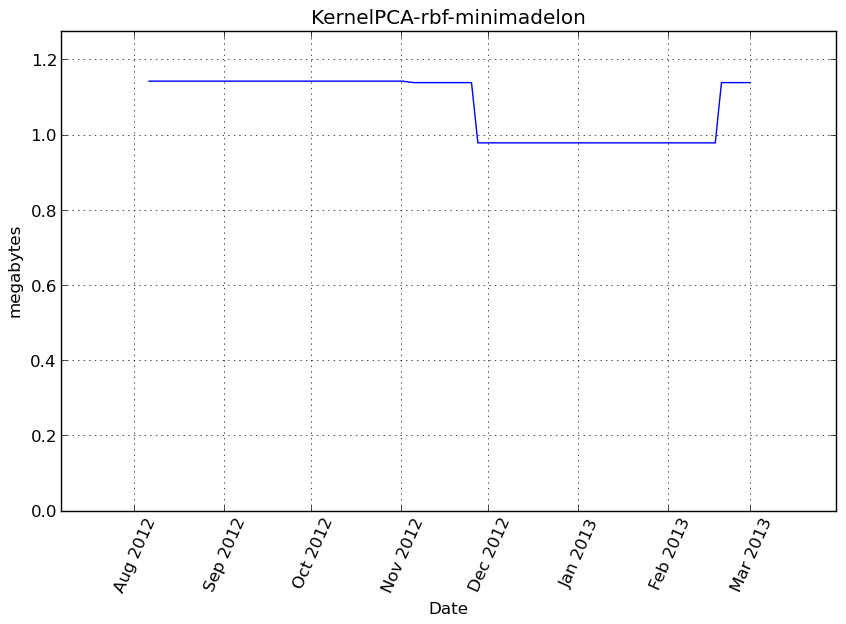 KernelPCA-rbf-minimadelon
1.2
1.0
0.8
0.6
0.4
0.2
0.0
megabytes
Aug 2012
Sep 2012
Oct 2012
Nov 2012
Dec 2012
Jan 2013
Feb 2013
Mar 2013
Date